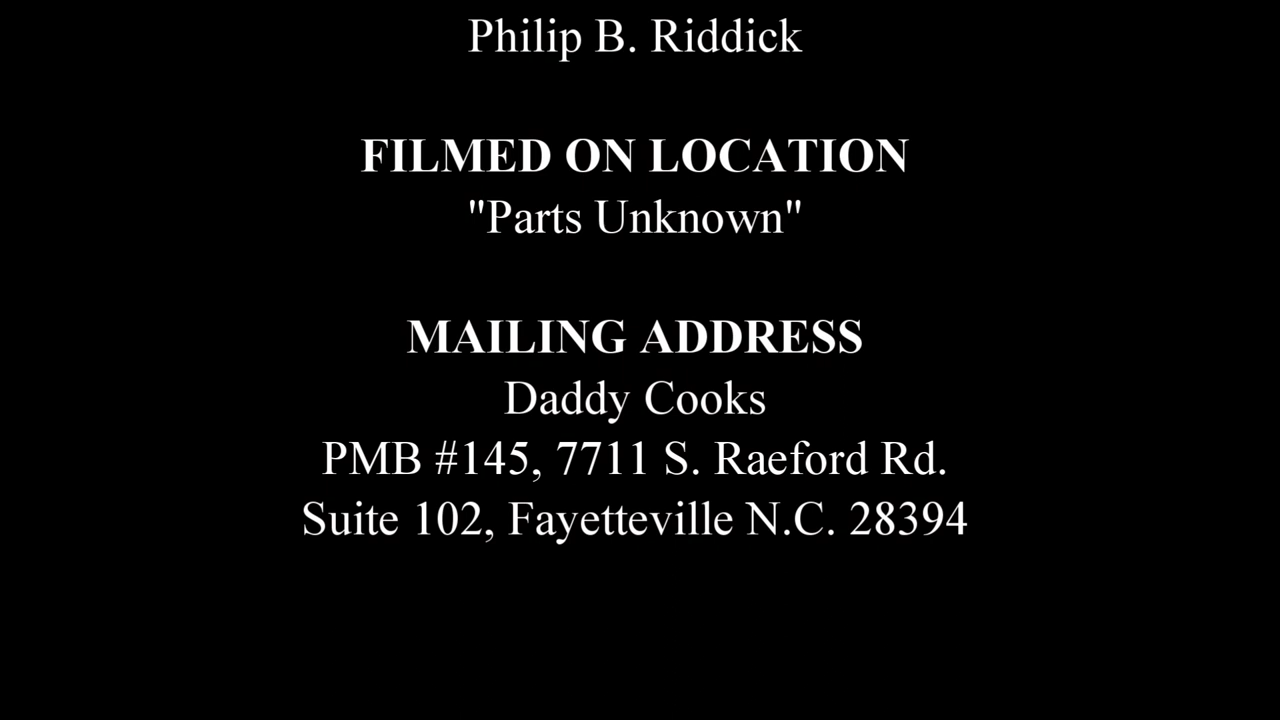 Philip B. Riddick
FILMED ON LOCATION
"Parts Unknown"
MAILING ADDRESS
Daddy Cooks
PMB #145, 7711 S. Raeford Rd.
Suite 102, Fayetteville N.C. 28394